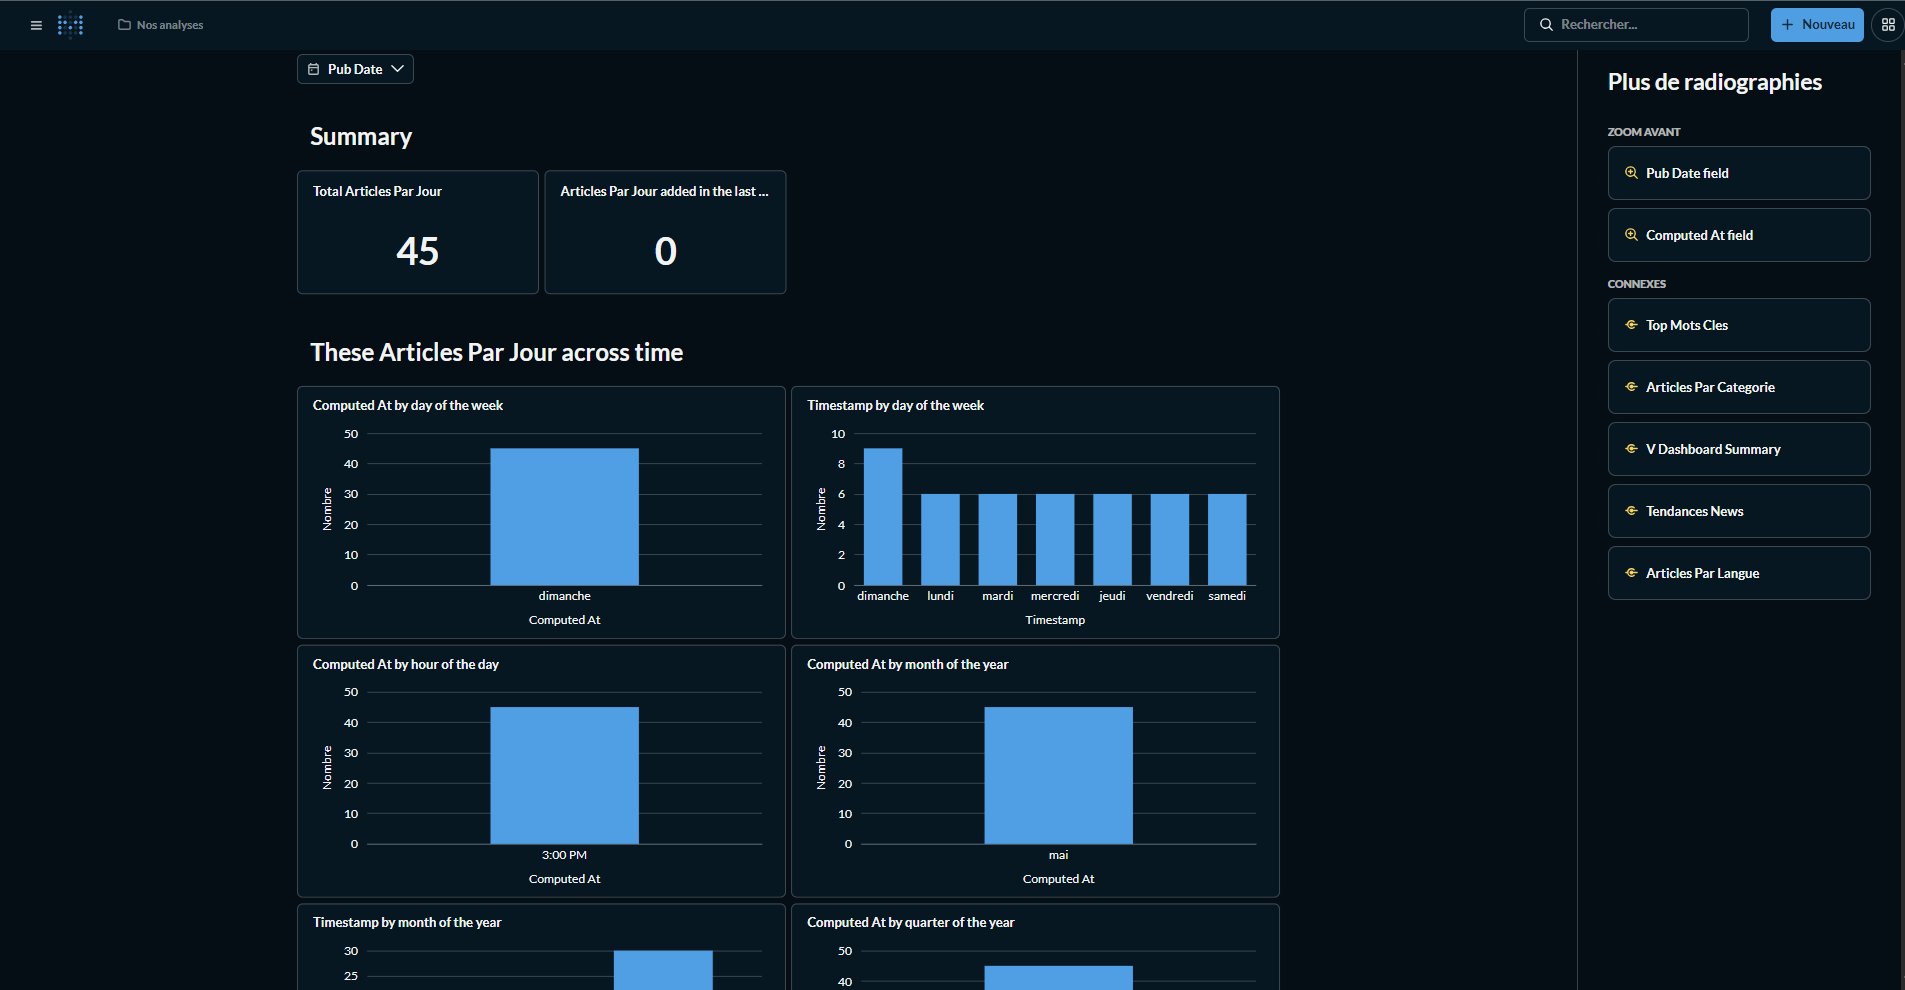 Nos analyses
Rechercher...
Nouveau
Pub Date
Summary
Total Articles Par Jour
45
Articles Par Jour added in the last ...
0
These Articles Par Jour across time
Computed At by day of the week
50
40
30
20
10
0
Nombre
dimanche
Computed At
Timestamp by day of the week
10
8
6
4
2
0
Nombre
dimanche lundi mardi mercredi jeudi vendredi samedi
Timestamp
Computed At by hour of the day
50
40
30
20
10
0
Nombre
3:00 PM
Computed At
Computed At by month of the year
50
40
30
20
10
0
Nombre
mai
Computed At
Timestamp by month of the year
30
25
Computed At by quarter of the year
50
40
Plus de radiographies
ZOOM AVANT
Pub Date field
Computed At field
CONNEXES
Top Mots Cles
Articles Par Categorie
V Dashboard Summary
Tendances News
Articles Par Langue